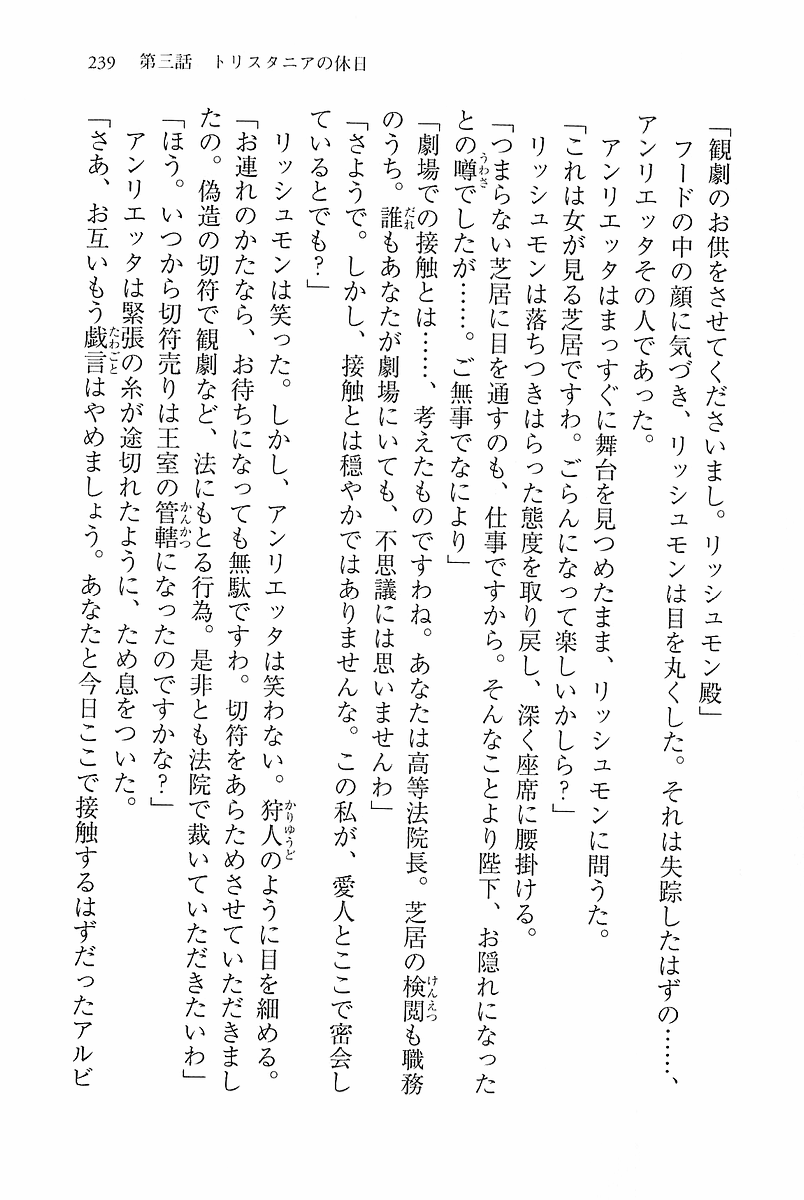 239　第三話　トリスタニアの休日
「観劇のお供をさせてくださいまし。リッシュモン殿」
　フードの中の顔に気づき、リッシュモンは目を丸くした。それは失踪したはずの……、
アンリエッタその人であった。
　アンリエッタはまっすぐに舞台を見つめたまま、リッシュモンに問うた。
「これは女が見る芝居ですわ。ごらんになって楽しいかしら？」
　リッシュモンは落ちつきはらった態度を取り戻し、深く座席に腰掛ける。
「つまらない芝居に目を通すのも、仕事ですから。そんなことより陛下、お隠れになった
との噂でしたが……。ご無事でなにより」
「劇場での接触とは……、考えたものですわね。あなたは高等法院長。芝居の検閲も職務
のうち。誰もあなたが劇場にいても、不思議には思いませんわ」
「さようで。しかし、接触とは穏やかではありませんな。この私が、愛人とここで密会し
ているとでも？」
　リッシュモンは笑った。しかし、アンリエッタは笑わない。狩人のように目を細める。
「お連れのかたなら、お待ちになっても無駄ですわ。切符をあらためさせていただきまし
たの。偽造の切符で観劇など、法にもとる行為。是非とも法院で裁いていただきたいわ」
「ほう。いつから切符売りは王室の管轄になったのですかな？」
　アンリエッタは緊張の糸が途切れたように、ため息をついた。
「さあ、お互いもう戯言はやめましょう。あなたと今日ここで接触するはずだったアルビ